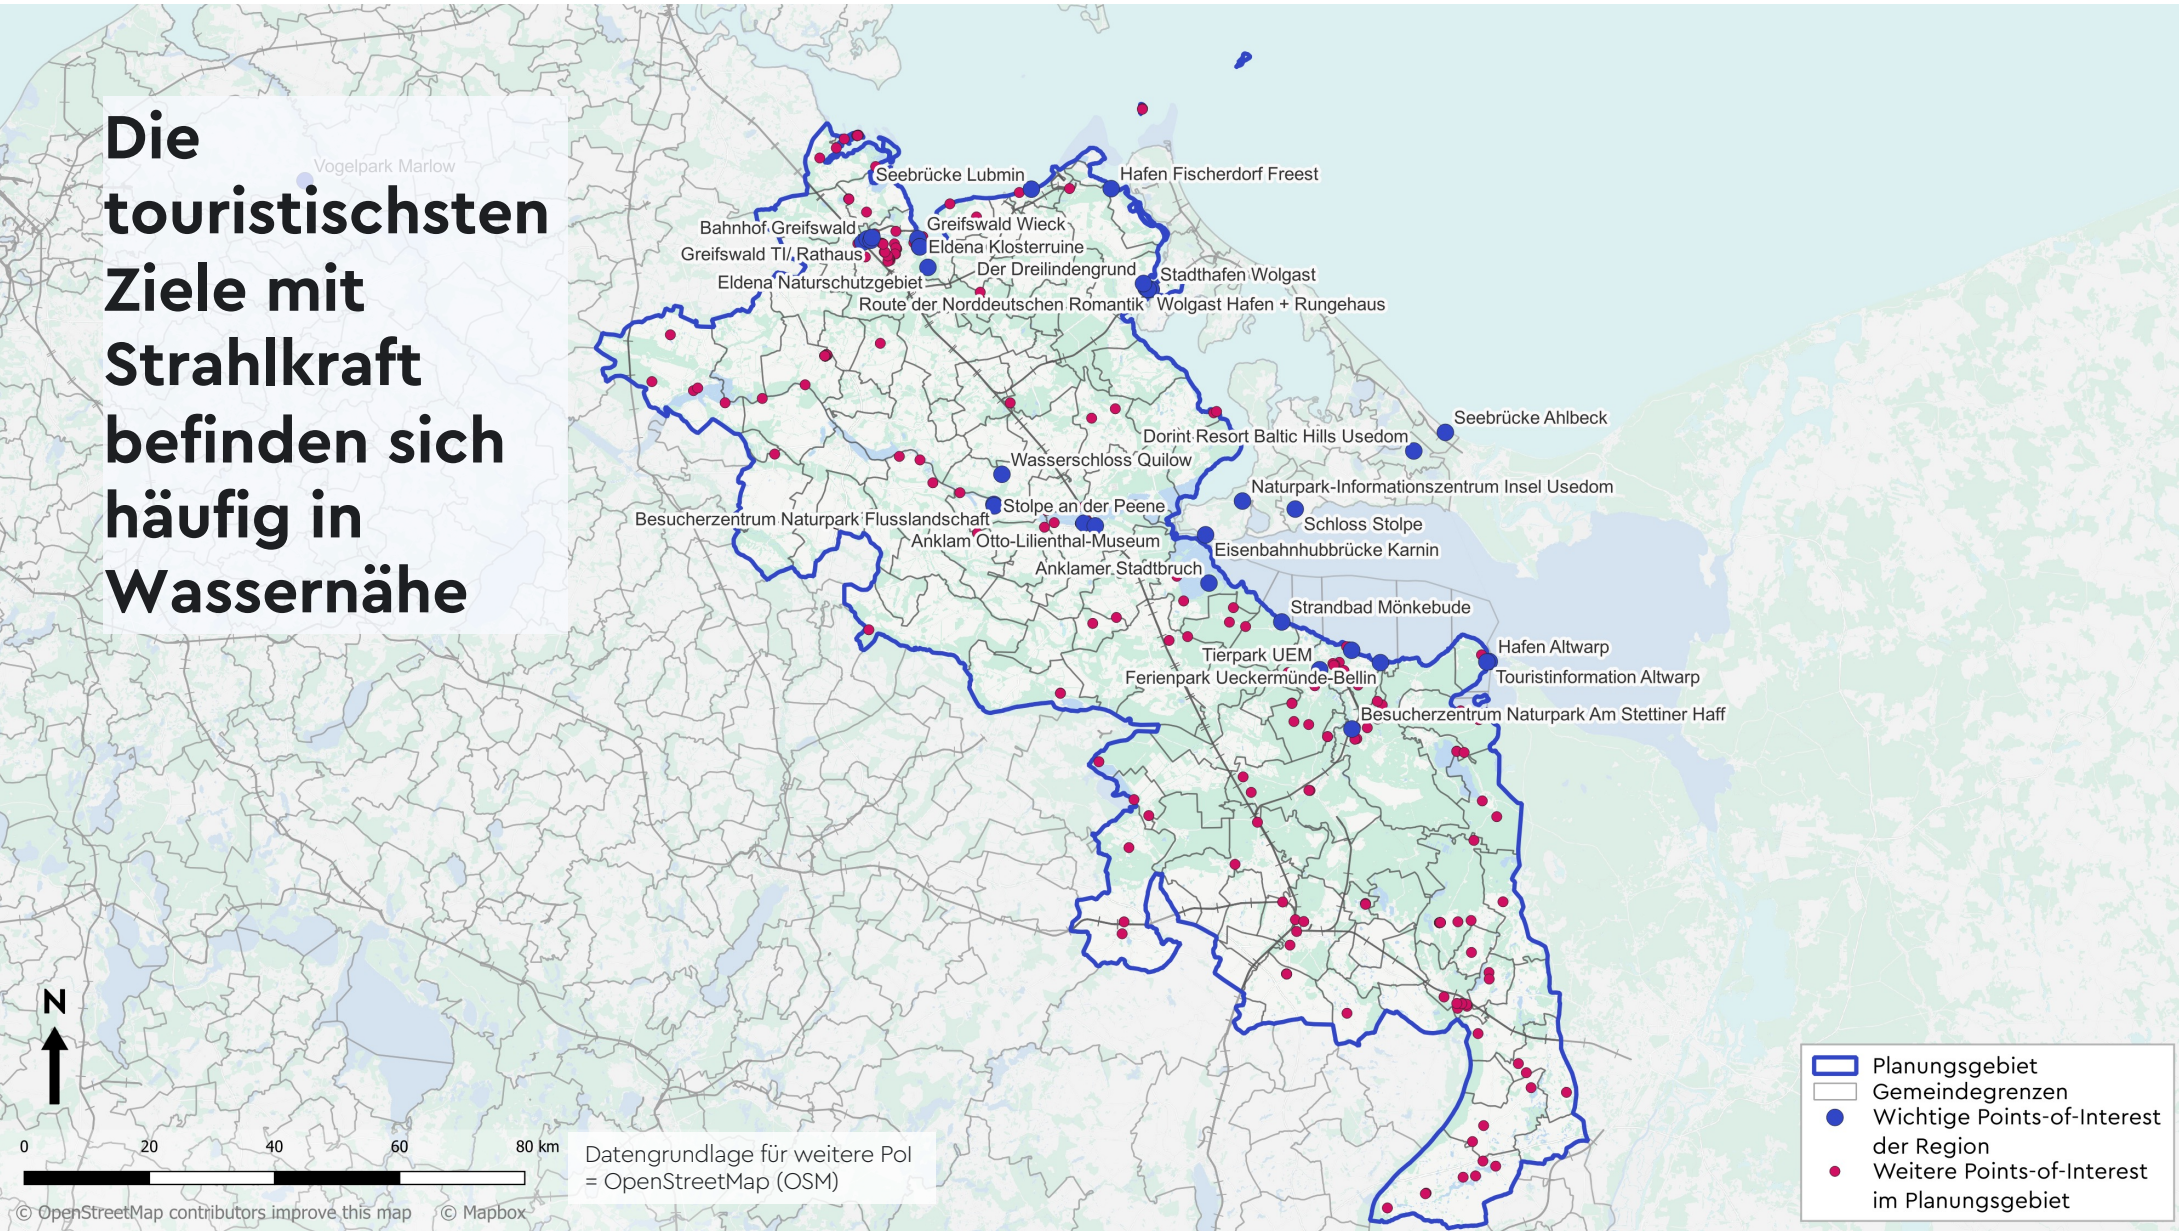 Die
touristischsten
Ziele mit
Strahlkraft
befinden sich
häufig in
Wassernähe
Vogelpark Marlow
Seebrücke Lubmin
Hafen Fischerdorf Freest
Bahnhof Greifswald
Greifswald Wieck
Greifswald TI/ Rathaus
Eldena Klosterruine
Eldena Naturschutzgebiet
Der Dreilindengrund
Stadthafen Wolgast
Route der Norddeutschen Romantik
Wolgast Hafen + Rungehaus
Seebrücke Ahlbeck
Dorint Resort Baltic Hills Usedom
Wasserschloss Quilow
Naturpark-Informationszentrum Insel Usedom
Stolpe an der Peene
Besucherzentrum Naturpark Flusslandschaft
Schloss Stolpe
Anklam Otto-Lilienthal-Museum
Eisenbahnhubbrücke Karnin
Anklamer Stadtbruch
Strandbad Mönkebude
Tierpark UEM
Hafen Altwarp
Ferienpark Ueckermünde-Bellin
Touristinformation Altwarp
Besucherzentrum Naturpark Am Stettiner Haff
N
0 20 40 60 80 km
Datengrundlage für weitere PoI
= OpenStreetMap (OSM)
© OpenStreetMap contributors improve this map © Mapbox
Planungsgebiet
Gemeindegrenzen
Wichtige Points-of-Interest
der Region
Weitere Points-of-Interest
im Planungsgebiet